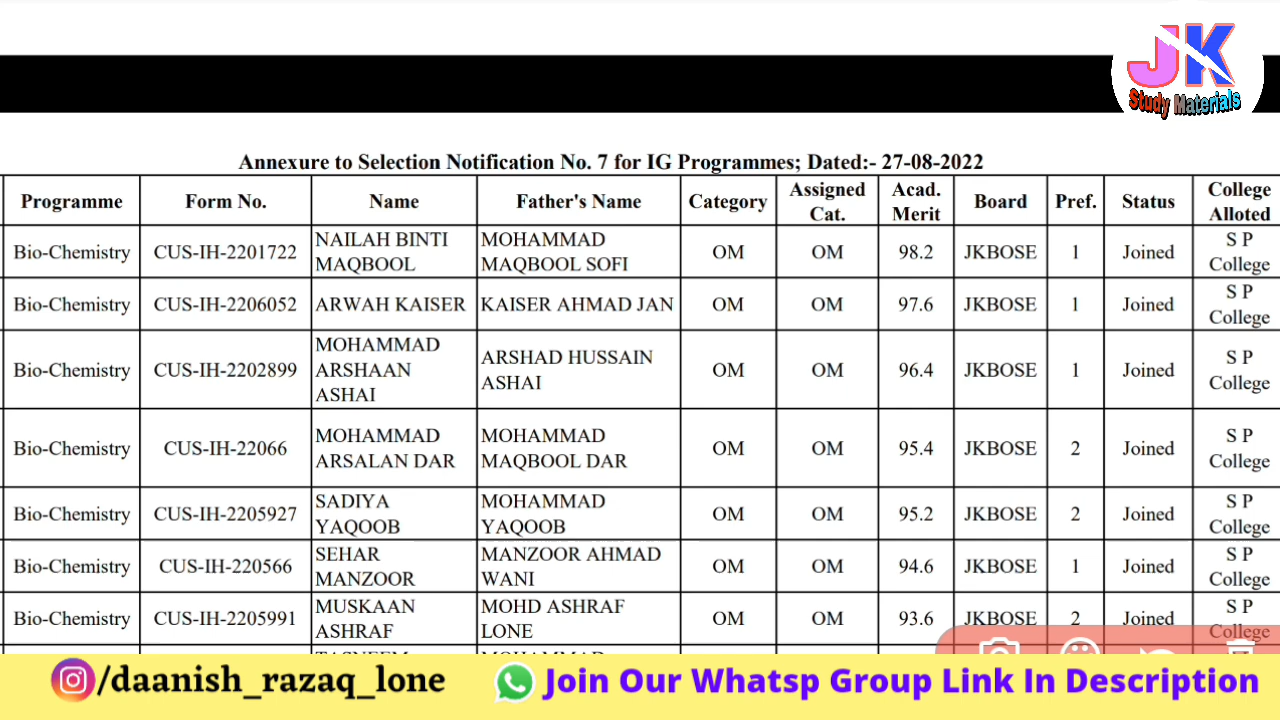 JK
Study Materials
Annexure to Selection Notification No. 7 for IG Programmes; Dated:- 27-08-2022
Programme Form No. Name Father's Name Category Assigned Cat. Acad. Merit Board Pref. Status College Alloted
Bio-Chemistry CUS-IH-2201722 NAILAH BINTI MAQBOOL MOHAMMAD MAQBOOL SOFI OM OM 98.2 JKBOSE 1 Joined S P College
Bio-Chemistry CUS-IH-2206052 ARWAH KAISER KAISER AHMAD JAN OM OM 97.6 JKBOSE 1 Joined S P College
Bio-Chemistry CUS-IH-2202899 MOHAMMAD ARSHAAN ASHAI ARSHAD HUSSAIN ASHAI OM OM 96.4 JKBOSE 1 Joined S P College
Bio-Chemistry CUS-IH-22066 MOHAMMAD ARSALAN DAR MOHAMMAD MAQBOOL DAR OM OM 95.4 JKBOSE 2 Joined S P College
Bio-Chemistry CUS-IH-2205927 SADIYA YAQOOB MOHAMMAD YAQOOB OM OM 95.2 JKBOSE 2 Joined S P College
Bio-Chemistry CUS-IH-220566 SEHAR MANZOOR MANZOOR AHMAD WANI OM OM 94.6 JKBOSE 1 Joined S P College
Bio-Chemistry CUS-IH-2205991 MUSKAAN ASHRAF MOHD ASHRAF LONE OM OM 93.6 JKBOSE 2 Joined S P College
/daanish_razaq_lone Join Our Whatsp Group Link In Description